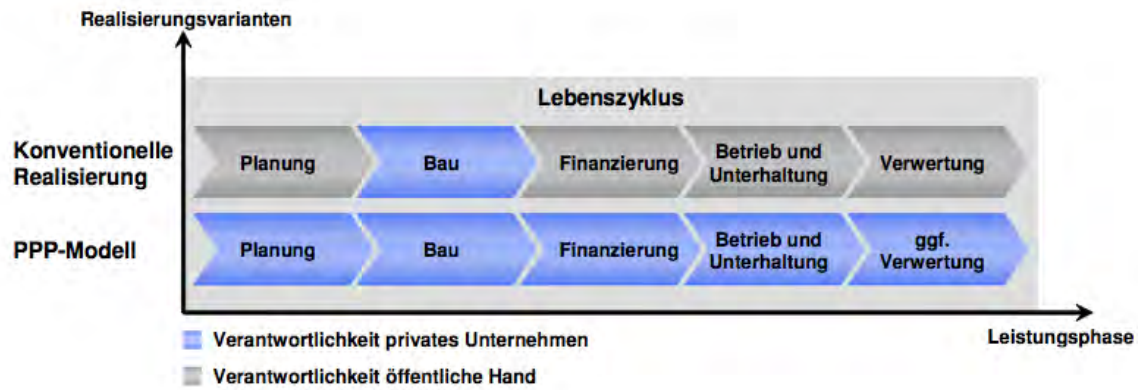 Realisierungsvarianten
Lebenszyklus
Konventionelle
Realisierung
Planung
Bau
Finanzierung
Betrieb und
Unterhaltung
Verwertung
PPP-Modell
Planung
Bau
Finanzierung
Betrieb und
Unterhaltung
ggf.
Verwertung
Leistungsphase
Verantwortlichkeit privates Unternehmen
Verantwortlichkeit öffentliche Hand